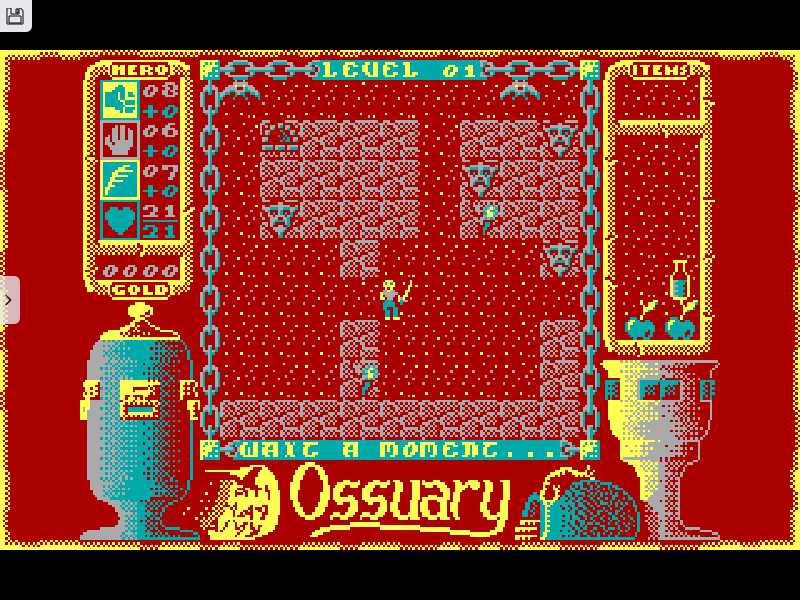 HERO
LEVEL 01
ITEMS
08
+0
06
+0
07
+0
21
21
0000
GOLD
WAIT A MOMENT...
Ossuary